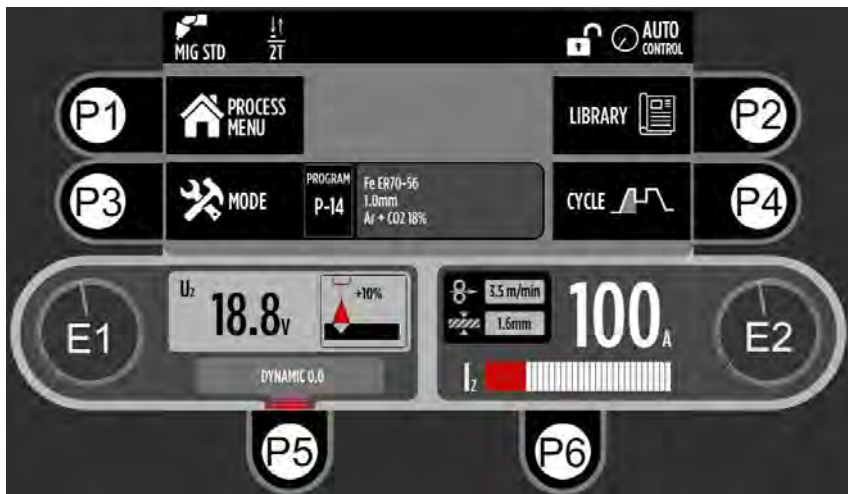 MIG STD
2T
AUTO
CONTROL
P1
PROCESS
MENU
LIBRARY
P2
P3
MODE
PROGRAM
P-14
Fe ER70-56
1.0mm
Ar + CO2 18%
CYCLE
P4
E1
U2
18.8V
+10%
DYNAMIC 0.0
3.5 m/min
1.6mm
100A
I2
E2
P5
P6